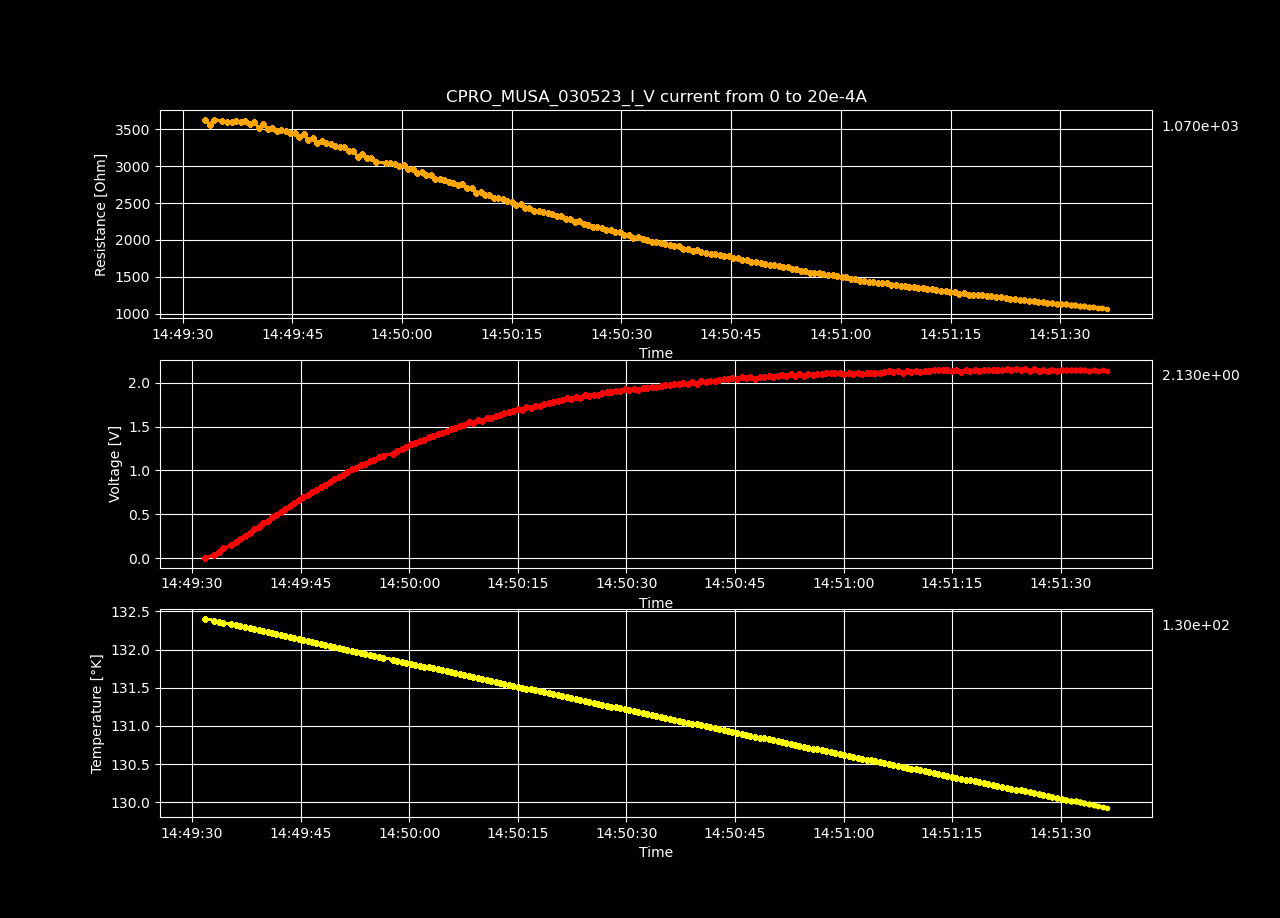 CPRO_MUSA_030523_I_V current from 0 to 20e-4A
1.070e+03
Resistance [Ohm]
3500
3000
2500
2000
1500
1000
14:49:30 14:49:45 14:50:00 14:50:15 14:50:30 14:50:45 14:51:00 14:51:15 14:51:30
Time
2.130e+00
Voltage [V]
2.0
1.5
1.0
0.5
0.0
14:49:30 14:49:45 14:50:00 14:50:15 14:50:30 14:50:45 14:51:00 14:51:15 14:51:30
Time
1.30e+02
Temperature [°K]
132.5
132.0
131.5
131.0
130.5
130.0
14:49:30 14:49:45 14:50:00 14:50:15 14:50:30 14:50:45 14:51:00 14:51:15 14:51:30
Time